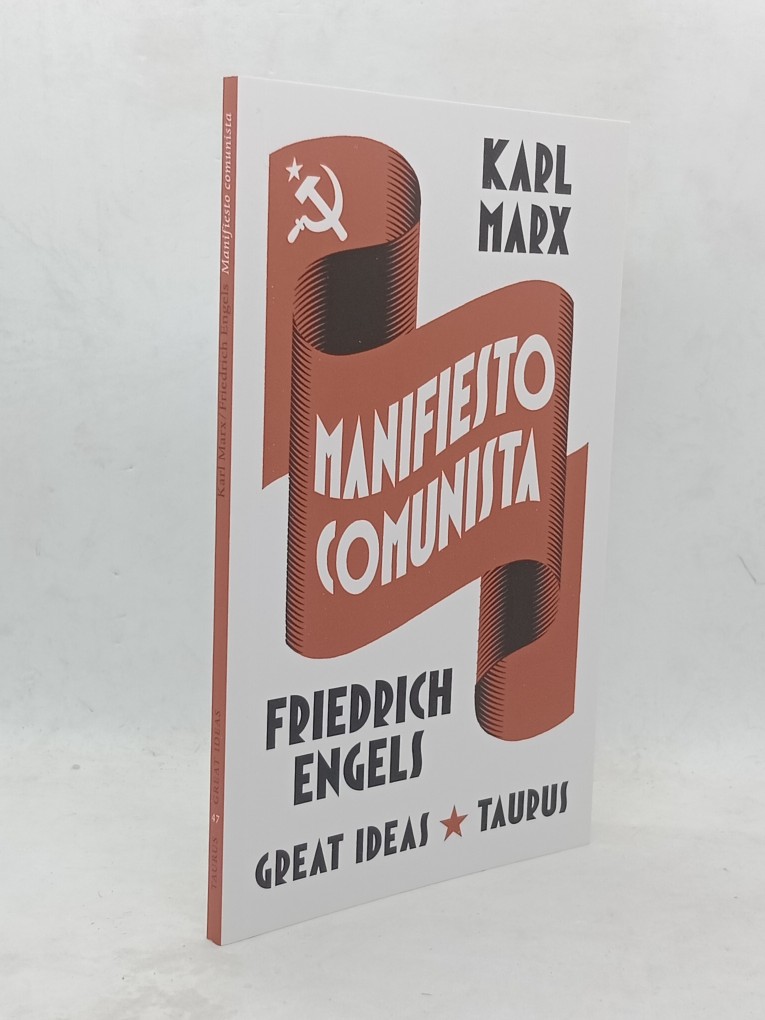 KARL
MARX
MANIFIESTO
COMUNISTA
FRIEDRICH
ENGELS
GREAT IDEAS ★ TAURUS
Karl Marx/Friedrich Engels Manifiesto comunista
TAURUS GREAT IDEAS
47